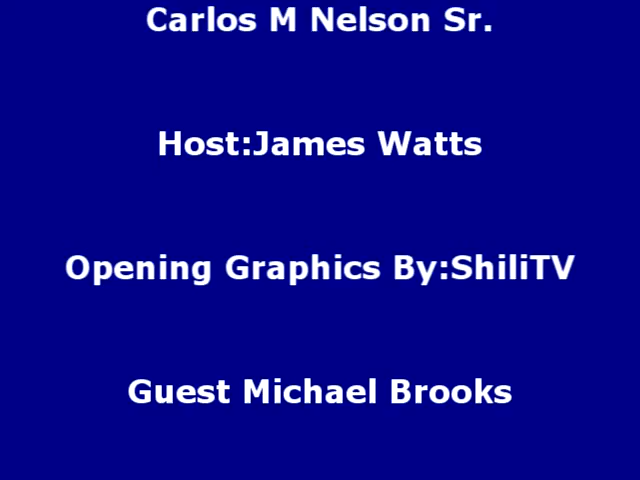 Carlos M Nelson Sr.
Host:James Watts
Opening Graphics By:ShiliTV
Guest Michael Brooks